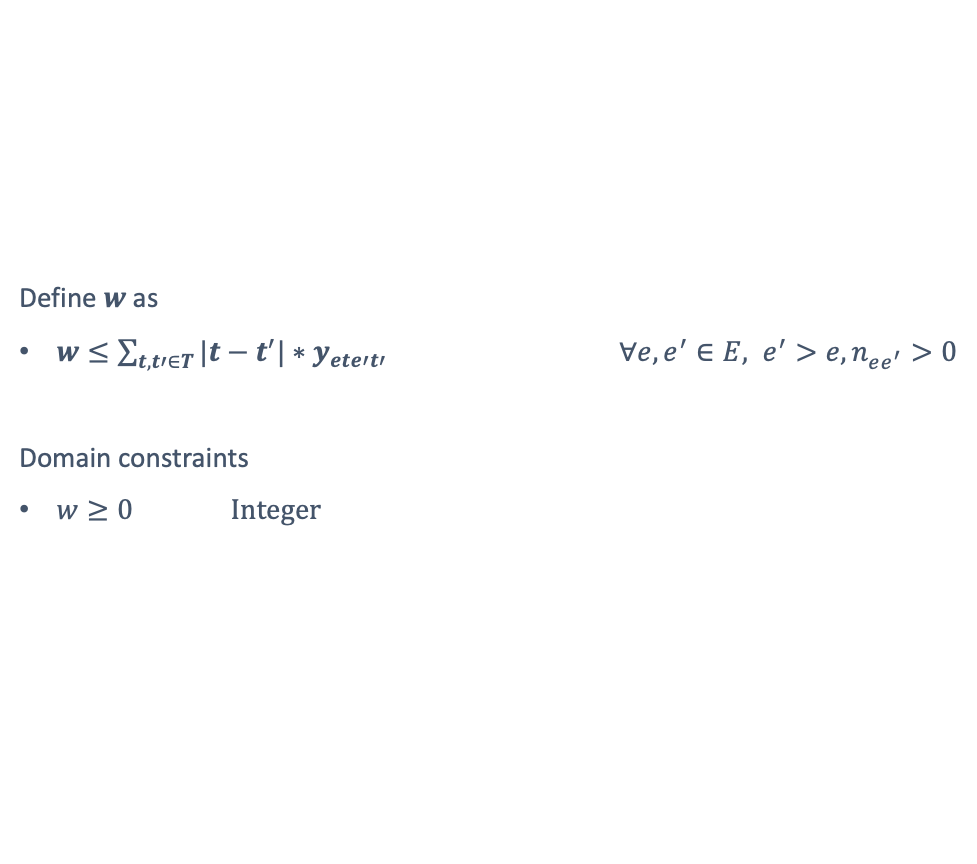 Define w as
• w ≤ ∑t,t′∈T |t − t′| ∗ yete′t′ ∀e, e′ ∈ E, e′ > e, nee′ > 0
Domain constraints
• w ≥ 0 Integer